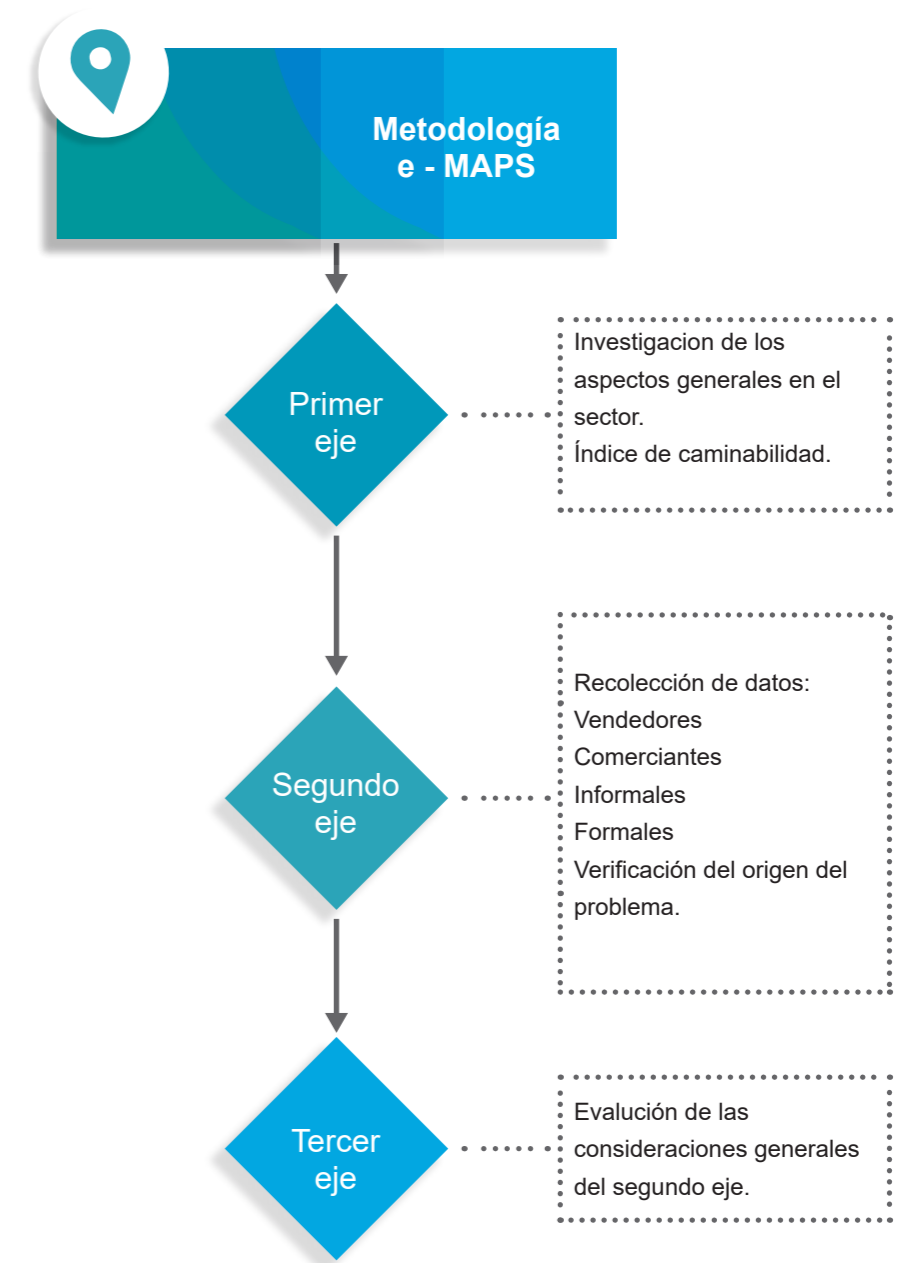 Metodología
e - MAPS
Primer
eje
Investigacion de los
aspectos generales en el
sector.
Índice de caminabilidad.
Segundo
eje
Recolección de datos:
Vendedores
Comerciantes
Informales
Formales
Verificación del origen del
problema.
Tercer
eje
Evalución de las
consideraciones generales
del segundo eje.